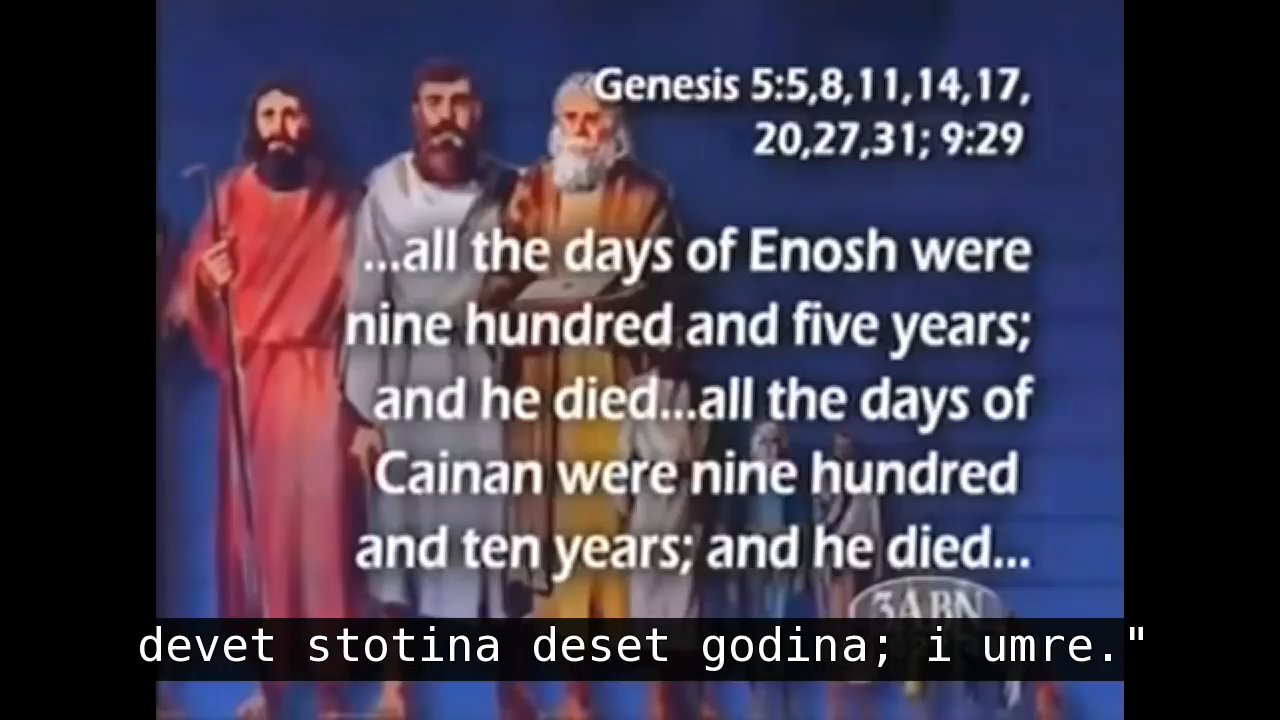 Genesis 5:5,8,11,14,17,
20,27,31; 9:29
...all the days of Enosh were
nine hundred and five years;
and he died...all the days of
Cainan were nine hundred
and ten years; and he died...
3ABN
devet stotina deset godina; i umre."